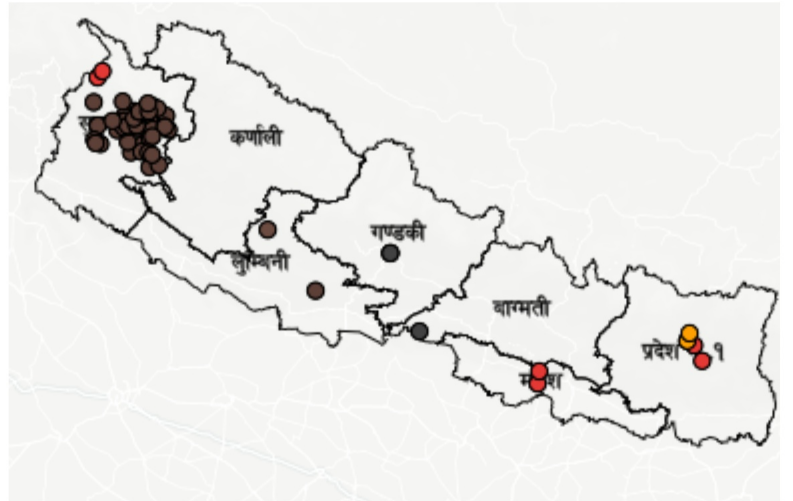 कर्णाली
गण्डकी
लुम्बिनी
बाग्मती
प्रदेश १